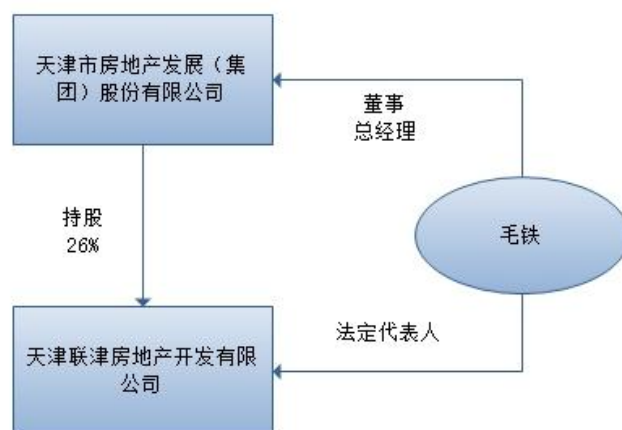 天津市房地产发展（集
团）股份有限公司
董事
总经理
持股
26%
毛铁
法定代表人
天津联津房地产开发有限
公司